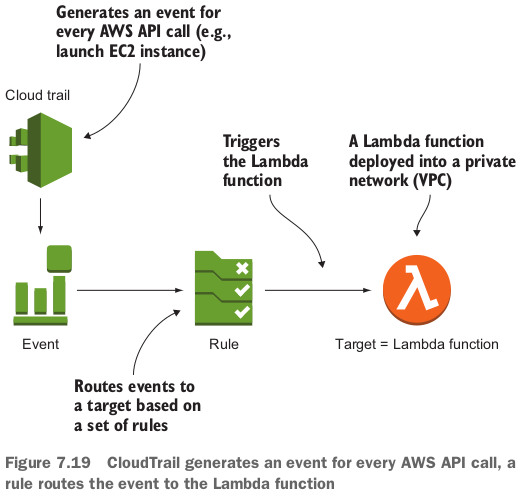 Generates an event for
every AWS API call (e.g.,
launch EC2 instance)
Cloud trail
Triggers
the Lambda
function
A Lambda function
deployed into a private
network (VPC)
Event
Rule
Target = Lambda function
Routes events to
a target based on
a set of rules
Figure 7.19 CloudTrail generates an event for every AWS API call, a
rule routes the event to the Lambda function